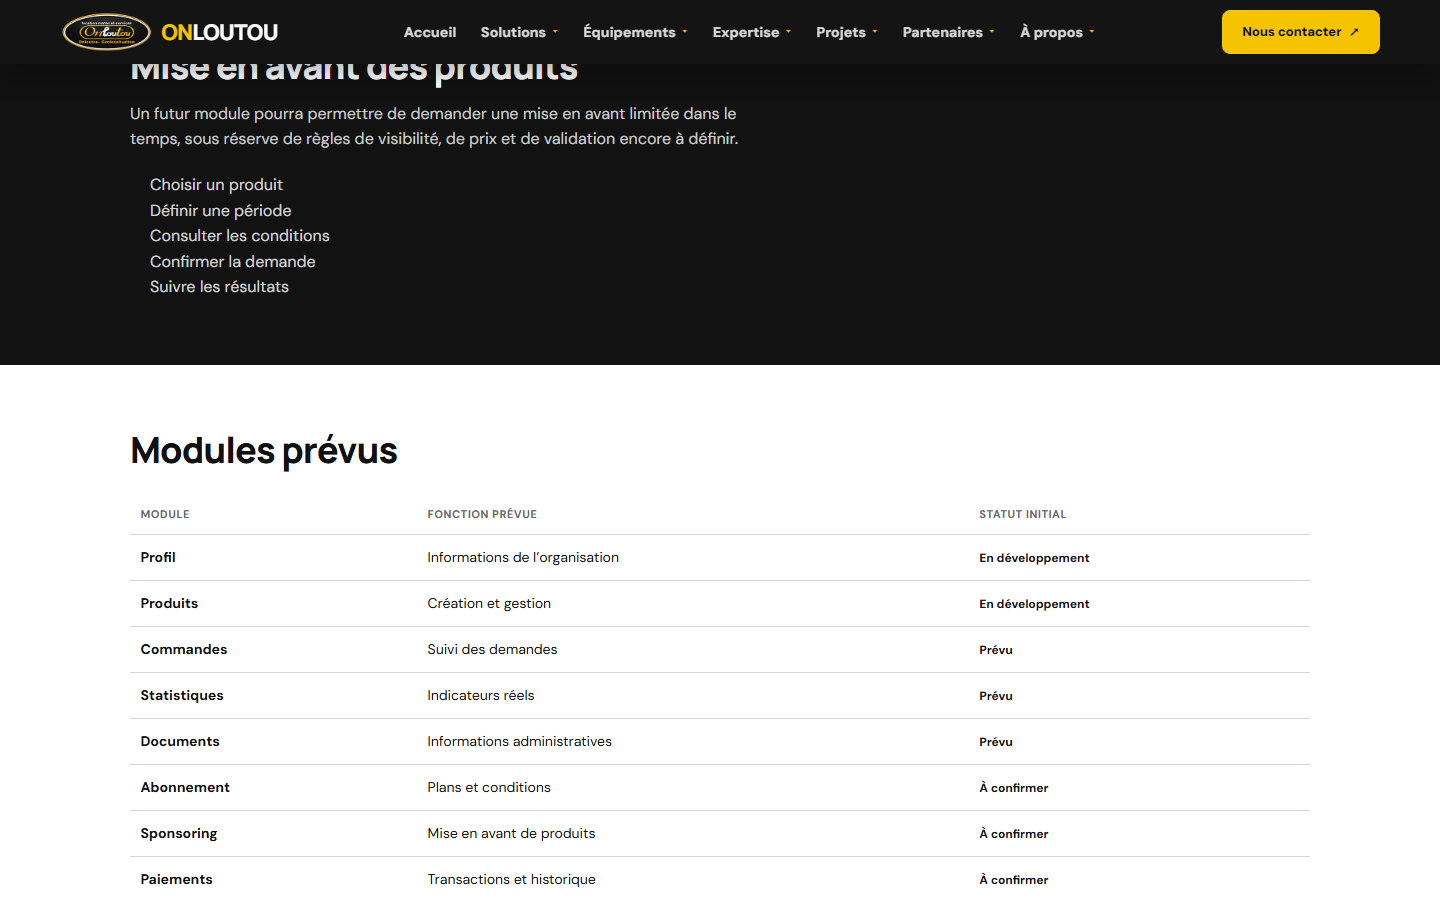 OnLoutou
ONLOUTOU
Accueil
Solutions
Équipements
Expertise
Projets
Partenaires
À propos
Nous contacter ↗
Mise en avant des produits
Un futur module pourra permettre de demander une mise en avant limitée dans le
temps, sous réserve de règles de visibilité, de prix et de validation encore à définir.
Choisir un produit
Définir une période
Consulter les conditions
Confirmer la demande
Suivre les résultats
Modules prévus
MODULE FONCTION PRÉVUE STATUT INITIAL
Profil Informations de l’organisation En développement
Produits Création et gestion En développement
Commandes Suivi des demandes Prévu
Statistiques Indicateurs réels Prévu
Documents Informations administratives Prévu
Abonnement Plans et conditions À confirmer
Sponsoring Mise en avant de produits À confirmer
Paiements Transactions et historique À confirmer